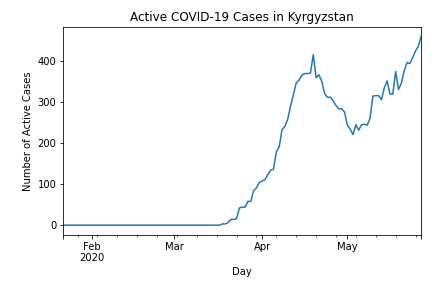 Active COVID-19 Cases in Kyrgyzstan
Number of Active Cases
400
300
200
100
0
Feb
2020
Mar
Apr
May
Day